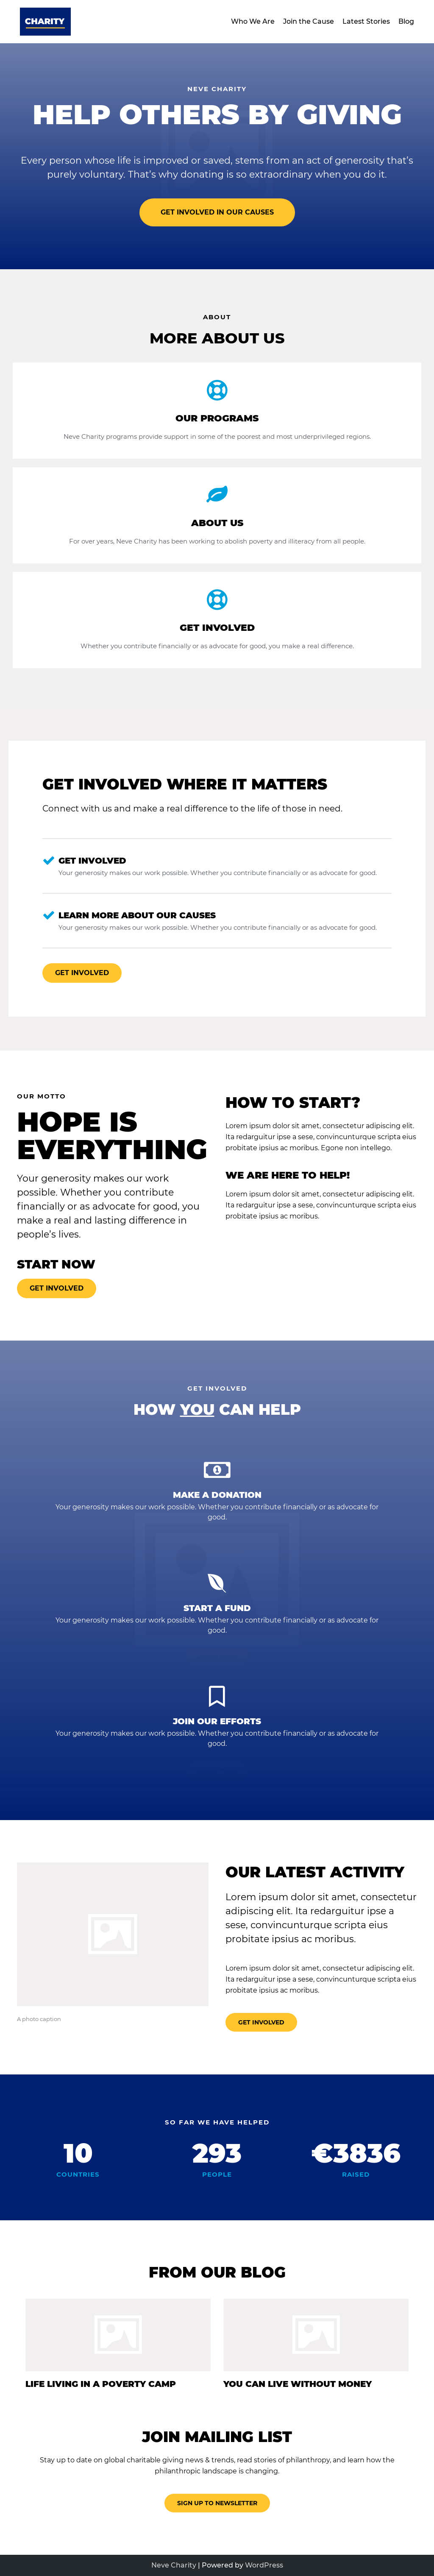 CHARITY
Who We Are Join the Cause Latest Stories Blog
NEVE CHARITY
HELP OTHERS BY GIVING
Every person whose life is improved or saved, stems from an act of generosity that’s
purely voluntary. That’s why donating is so extraordinary when you do it.
GET INVOLVED IN OUR CAUSES
ABOUT
MORE ABOUT US
OUR PROGRAMS
Neve Charity programs provide support in some of the poorest and most underprivileged regions.
ABOUT US
For over years, Neve Charity has been working to abolish poverty and illiteracy from all people.
GET INVOLVED
Whether you contribute financially or as advocate for good, you make a real difference.
GET INVOLVED WHERE IT MATTERS
Connect with us and make a real difference to the life of those in need.
GET INVOLVED
Your generosity makes our work possible. Whether you contribute financially or as advocate for good.
LEARN MORE ABOUT OUR CAUSES
Your generosity makes our work possible. Whether you contribute financially or as advocate for good.
GET INVOLVED
OUR MOTTO
HOPE IS
EVERYTHING
Your generosity makes our work
possible. Whether you contribute
financially or as advocate for good, you
make a real and lasting difference in
people’s lives.
START NOW
GET INVOLVED
HOW TO START?
Lorem ipsum dolor sit amet, consectetur adipiscing elit.
Ita redarguitur ipse a sese, convincunturque scripta eius
probitate ipsius ac moribus. Egone non intellego.
WE ARE HERE TO HELP!
Lorem ipsum dolor sit amet, consectetur adipiscing elit.
Ita redarguitur ipse a sese, convincunturque scripta eius
probitate ipsius ac moribus.
GET INVOLVED
HOW YOU CAN HELP
MAKE A DONATION
Your generosity makes our work possible. Whether you contribute financially or as advocate for
good.
START A FUND
Your generosity makes our work possible. Whether you contribute financially or as advocate for
good.
JOIN OUR EFFORTS
Your generosity makes our work possible. Whether you contribute financially or as advocate for
good.
A photo caption
OUR LATEST ACTIVITY
Lorem ipsum dolor sit amet, consectetur
adipiscing elit. Ita redarguitur ipse a
sese, convincunturque scripta eius
probitate ipsius ac moribus.
Lorem ipsum dolor sit amet, consectetur adipiscing elit.
Ita redarguitur ipse a sese, convincunturque scripta eius
probitate ipsius ac moribus.
GET INVOLVED
SO FAR WE HAVE HELPED
10 293 €3836
COUNTRIES PEOPLE RAISED
FROM OUR BLOG
LIFE LIVING IN A POVERTY CAMP
YOU CAN LIVE WITHOUT MONEY
JOIN MAILING LIST
Stay up to date on global charitable giving news & trends, read stories of philanthropy, and learn how the
philanthropic landscape is changing.
SIGN UP TO NEWSLETTER
Neve Charity | Powered by WordPress